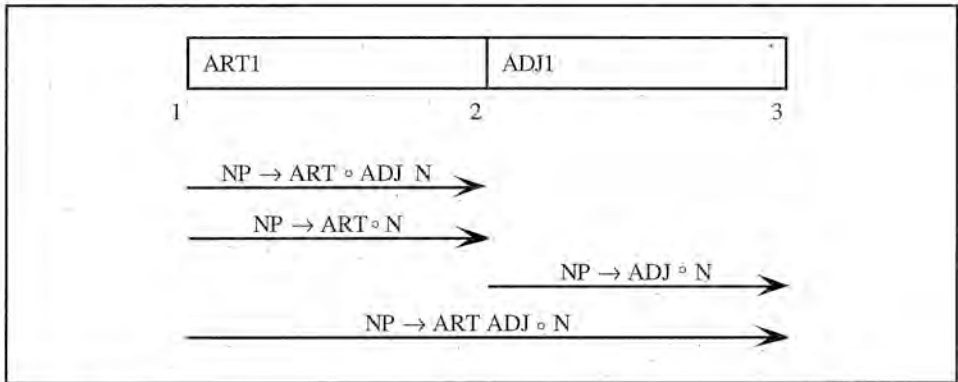 ART1 ADJ1
1 2 3
NP → ART ∘ ADJ N
NP → ART ∘ N
NP → ADJ ∘ N
NP → ART ADJ ∘ N